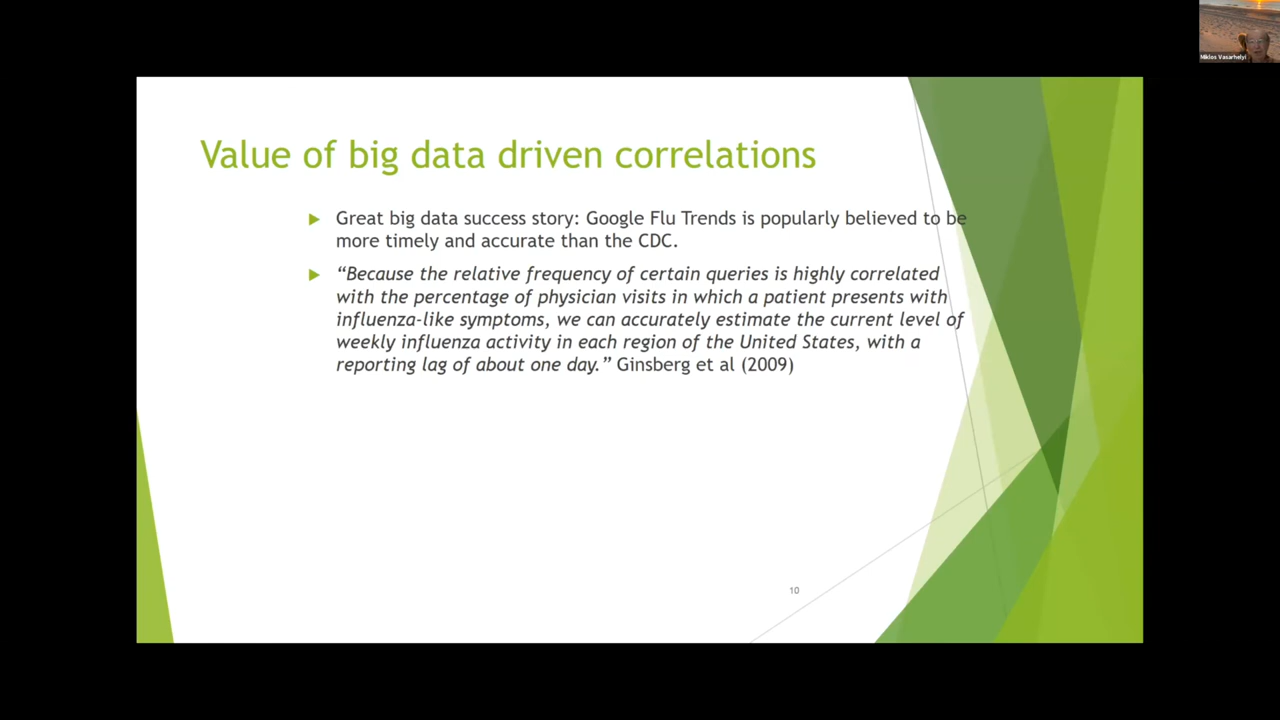 Miklos Vasarhelyi
Value of big data driven correlations
Great big data success story: Google Flu Trends is popularly believed to be
more timely and accurate than the CDC.
“Because the relative frequency of certain queries is highly correlated
with the percentage of physician visits in which a patient presents with
influenza-like symptoms, we can accurately estimate the current level of
weekly influenza activity in each region of the United States, with a
reporting lag of about one day.” Ginsberg et al (2009)
10